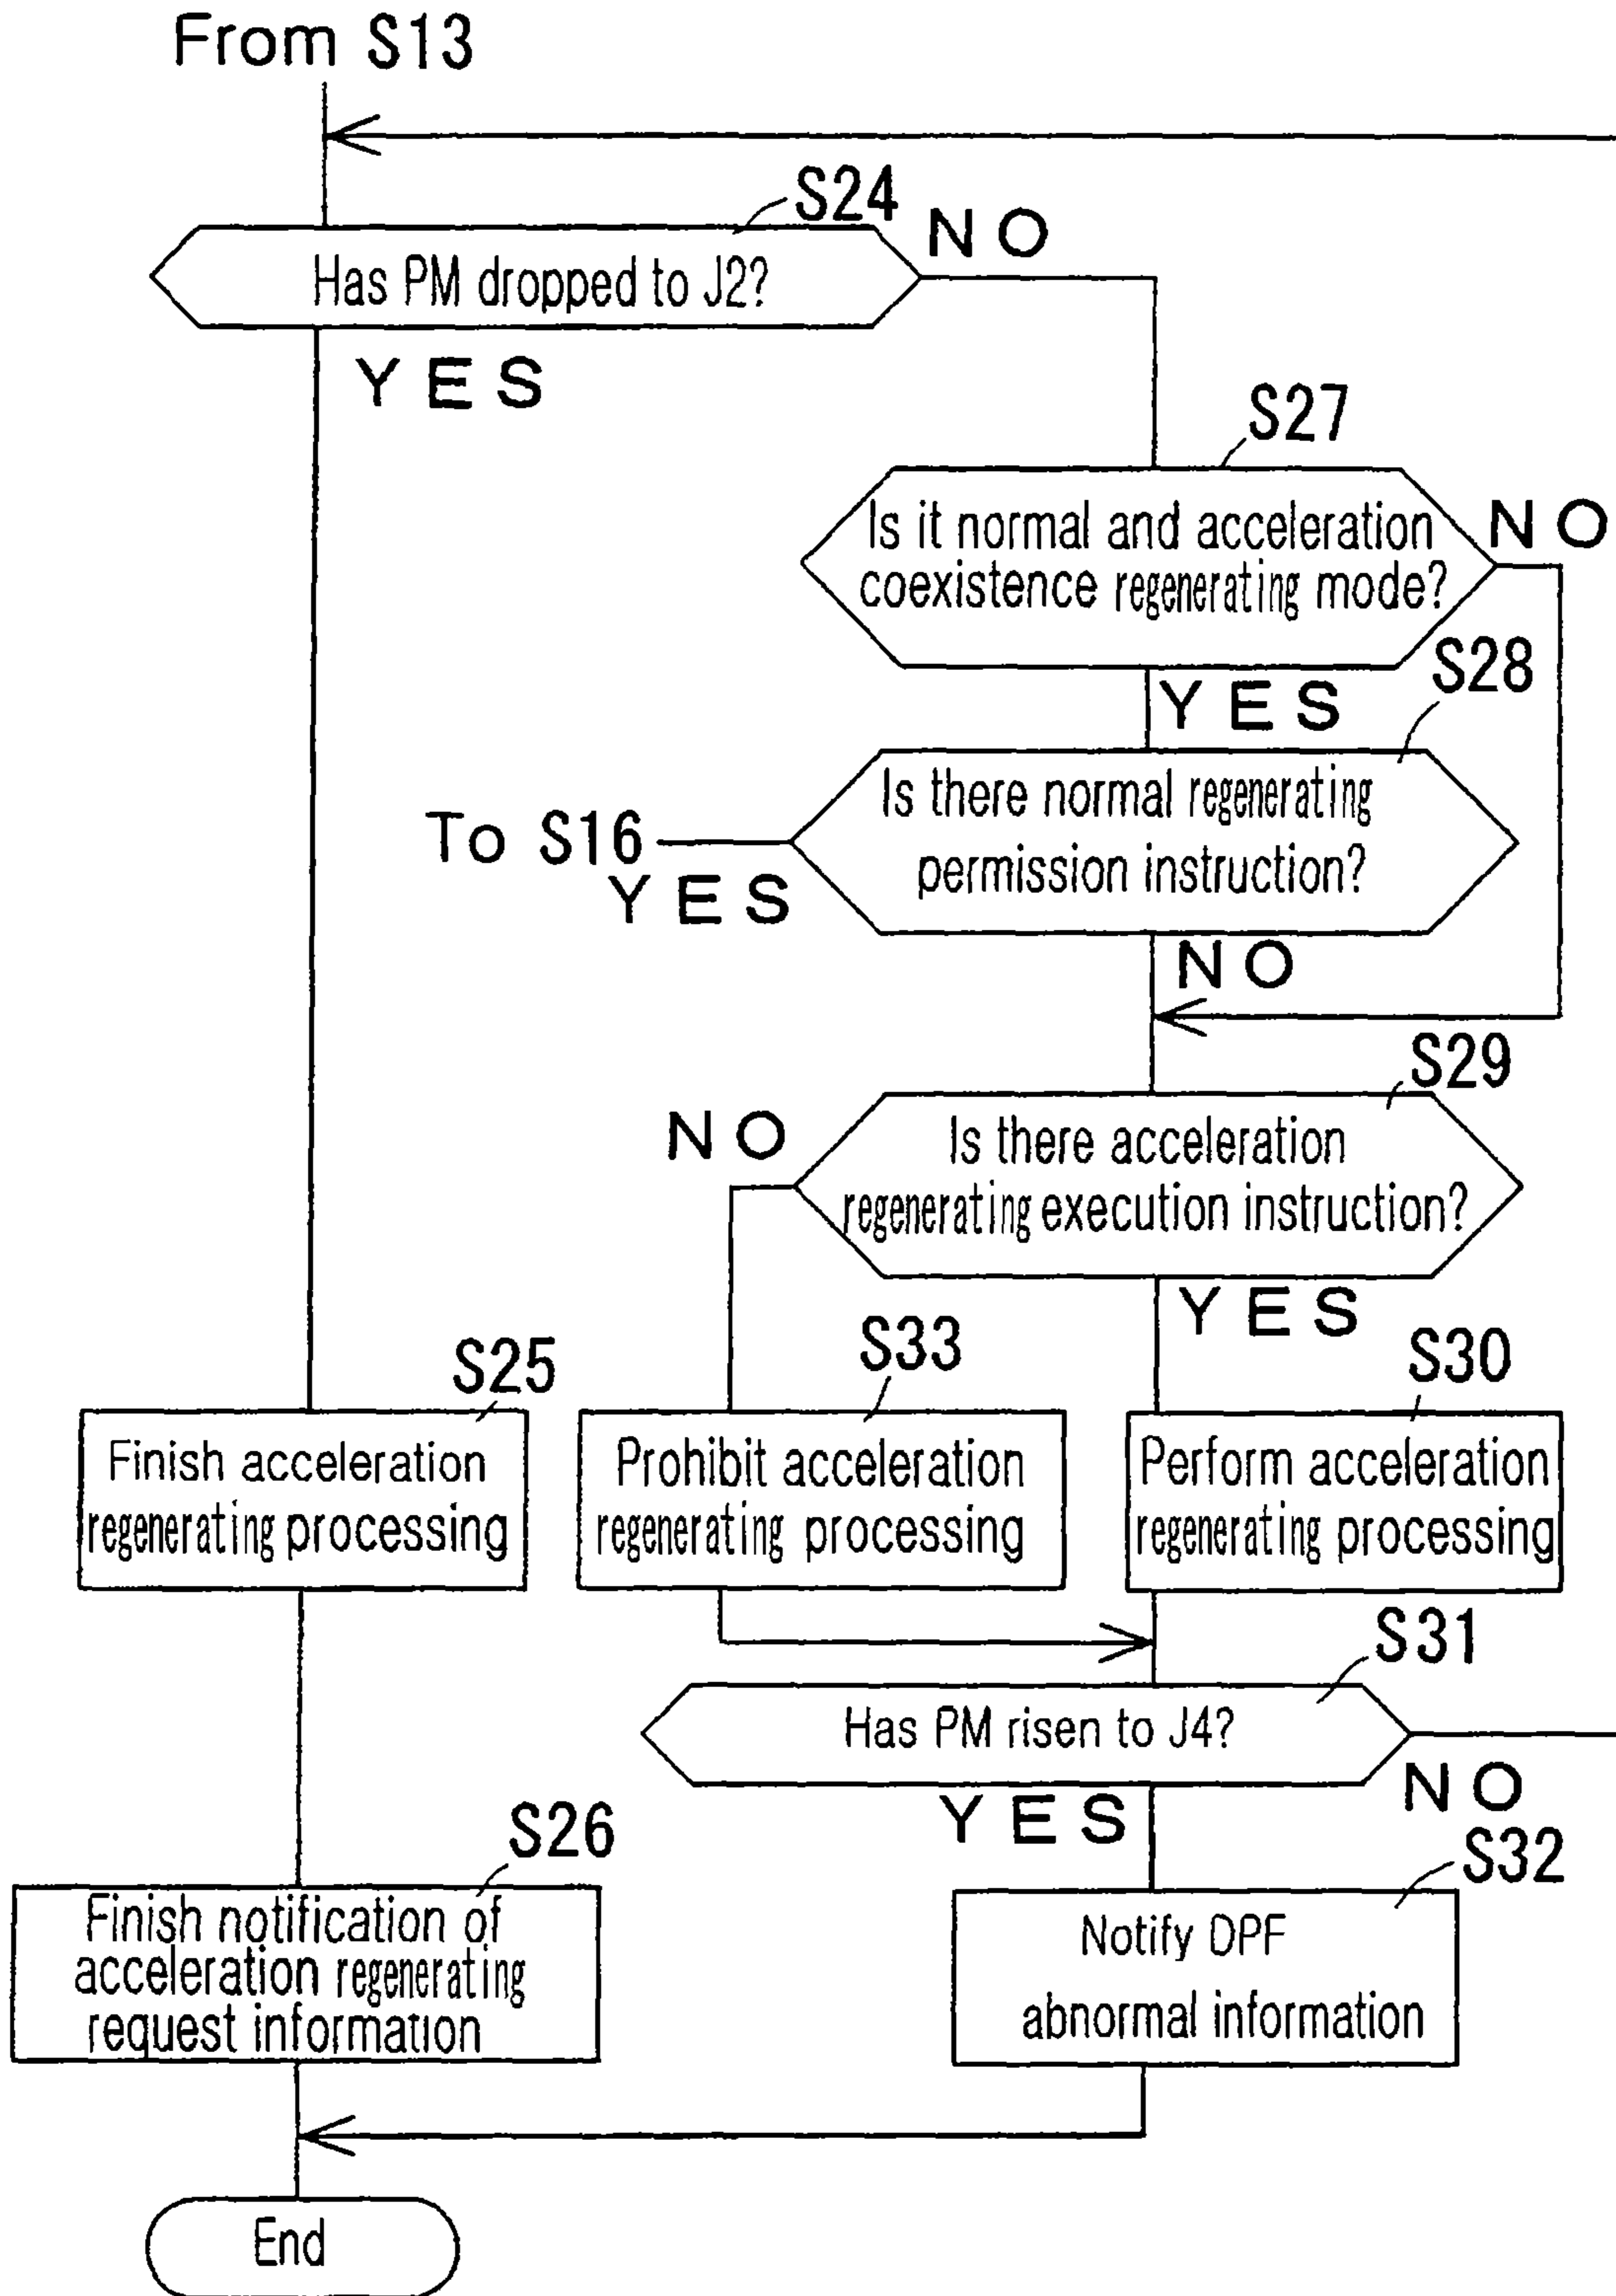 From S13
S24
NO
Has PM dropped to J2?
YES
S27
Is it normal and acceleration
coexistence regenerating mode?
NO
YES
S28
Is there normal regenerating
permission instruction?
To S16
YES
NO
S29
NO
Is there acceleration
regenerating execution instruction?
YES
S25
Finish acceleration
regenerating processing
S33
Prohibit acceleration
regenerating processing
S30
Perform acceleration
regenerating processing
S31
Has PM risen to J4?
NO
YES
S26
Finish notification of
acceleration regenerating
request information
S32
Notify DPF
abnormal information
End